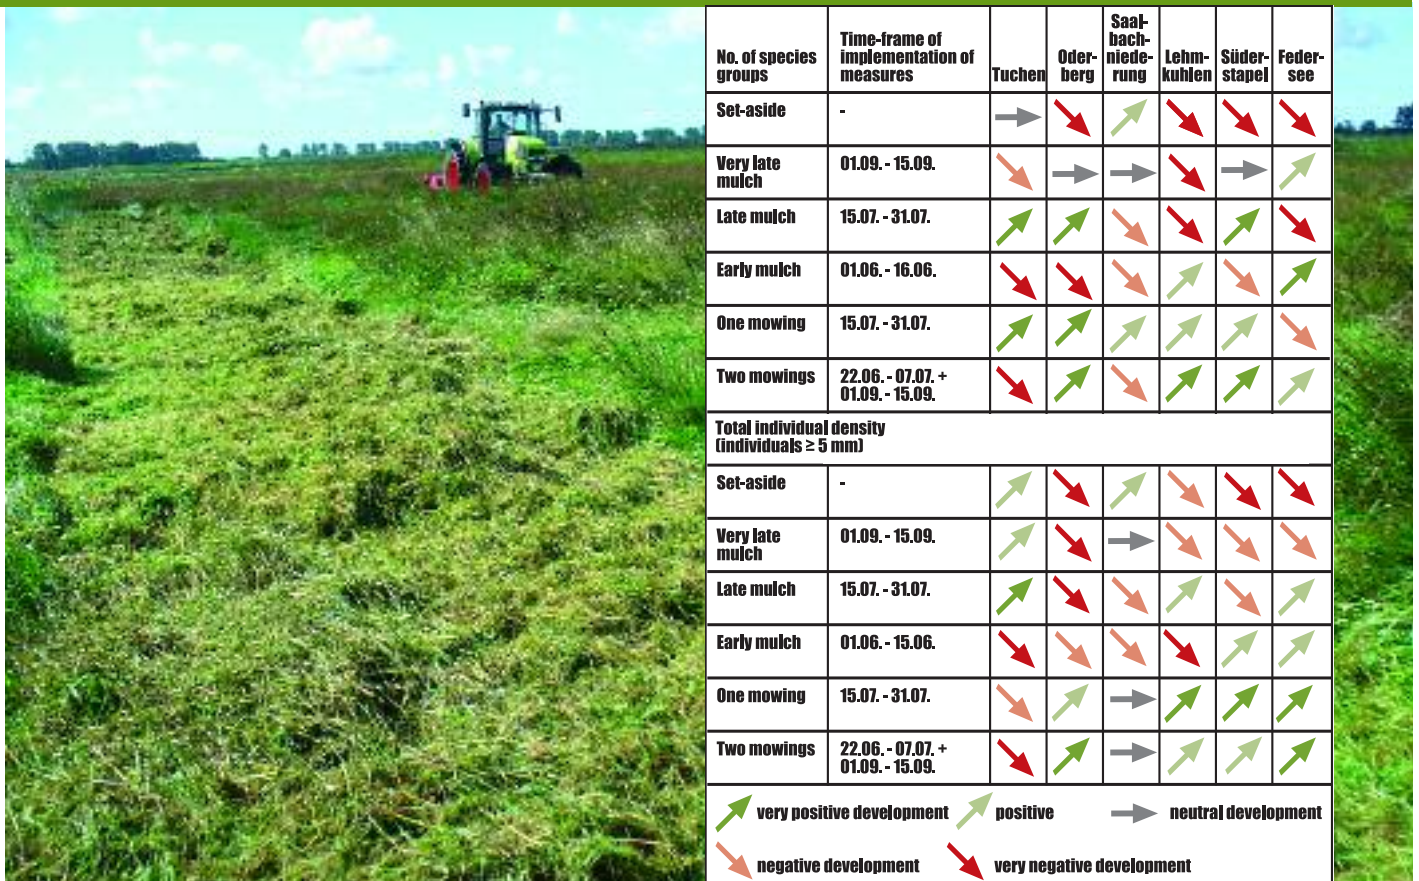 No. of species groups
Time-frame of implementation of measures
Tuchen
Oder-
berg
Saal-
bach-
niede-
rung
Lehm-
kuhlen
Süder-
stapel
Feder-
see
Set-aside -
Very late
mulch
01.09. - 15.09.
Late mulch 15.07. - 31.07.
Early mulch 01.06. - 16.06.
One mowing 15.07. - 31.07.
Two mowings 22.06. - 07.07. +
01.09. - 15.09.
Total individual density
(individuals ≥ 5 mm)
Set-aside -
Very late
mulch
01.09. - 15.09.
Late mulch 15.07. - 31.07.
Early mulch 01.06. - 15.06.
One mowing 15.07. - 31.07.
Two mowings 22.06. - 07.07. +
01.09. - 15.09.
very positive development positive neutral development
negative development very negative development